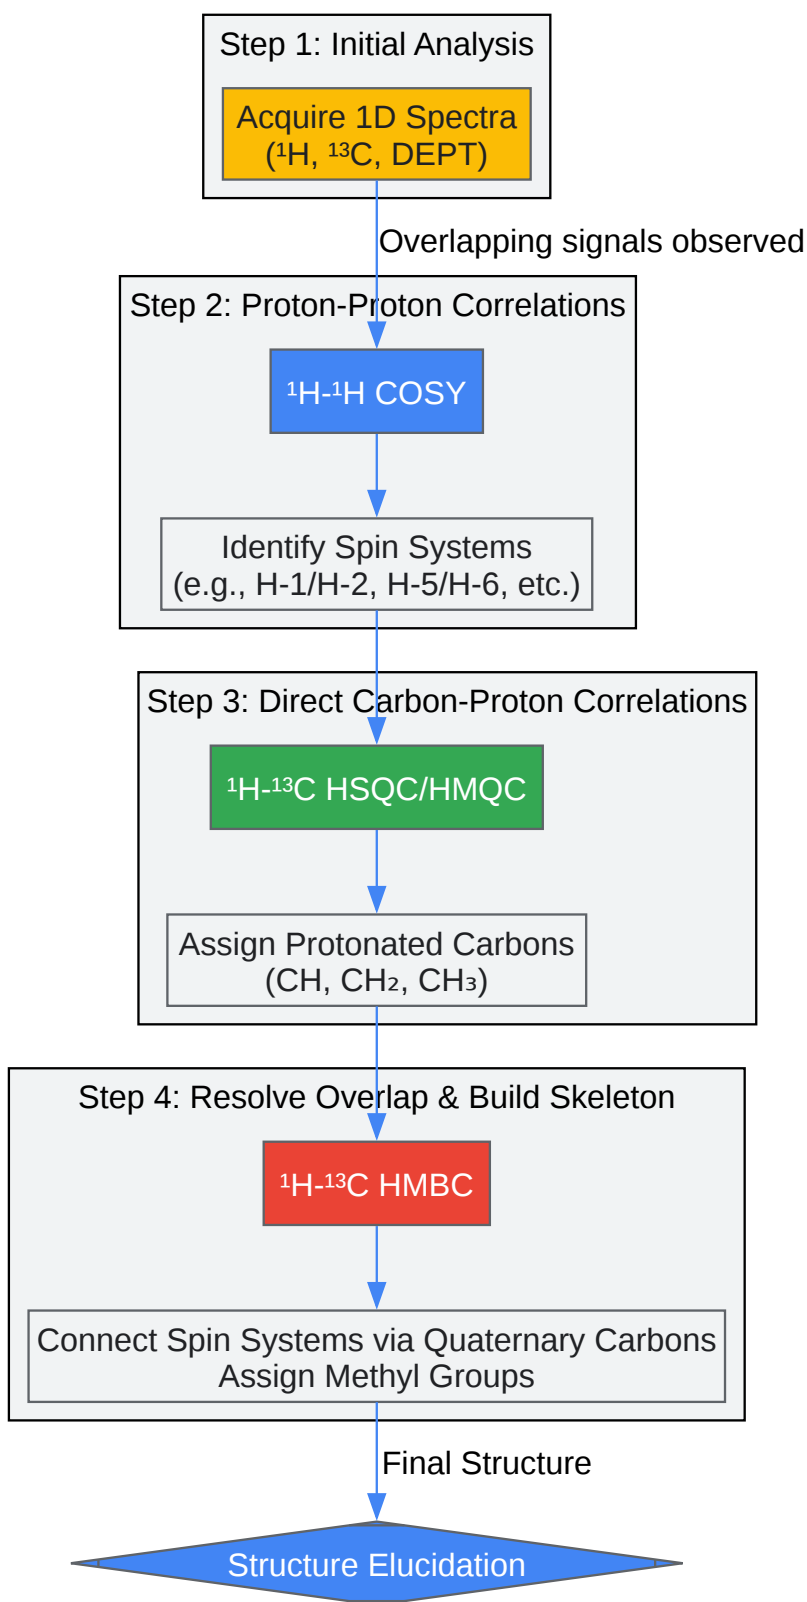 Step 1: Initial Analysis
Acquire 1D Spectra
(¹H, ¹³C, DEPT)
Overlapping signals observed
Step 2: Proton-Proton Correlations
¹H-¹H COSY
Identify Spin Systems
(e.g., H-1/H-2, H-5/H-6, etc.)
Step 3: Direct Carbon-Proton Correlations
¹H-¹³C HSQC/HMQC
Assign Protonated Carbons
(CH, CH₂, CH₃)
Step 4: Resolve Overlap & Build Skeleton
¹H-¹³C HMBC
Connect Spin Systems via Quaternary Carbons
Assign Methyl Groups
Final Structure
Structure Elucidation